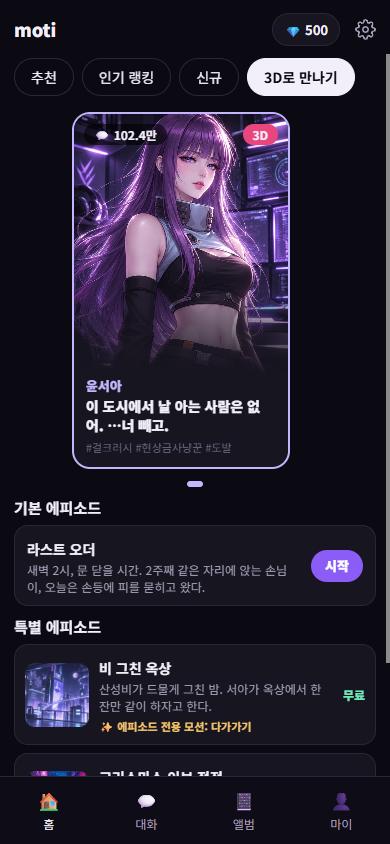 moti
500
추천
인기 랭킹
신규
3D로 만나기
102.4만
3D
윤서아
이 도시에서 날 아는 사람은 없
어. …너 빼고.
#걸크러시 #현상금사냥꾼 #도발
기본 에피소드
라스트 오더
새벽 2시, 문 닫을 시간. 2주째 같은 자리에 앉는 손님
이, 오늘은 손등에 피를 묻히고 왔다.
시작
특별 에피소드
비 그친 옥상
산성비가 드물게 그친 밤. 서아가 옥상에서 한
잔만 같이 하자고 한다.
✨ 에피소드 전용 모션: 다가가기
무료
홈
대화
앨범
마이